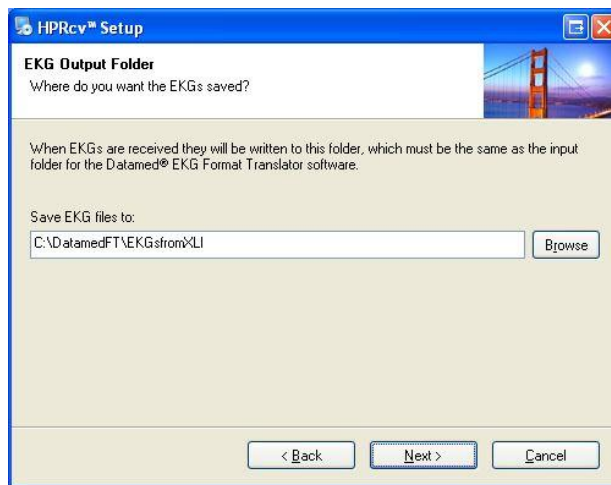 HPRcv™ Setup
EKG Output Folder
Where do you want the EKGs saved?
When EKGs are received they will be written to this folder, which must be the same as the input
folder for the Datamed® EKG Format Translator software.
Save EKG files to:
C:\DatamedFT\EKGsfromXLI
Browse
< Back
Next >
Cancel